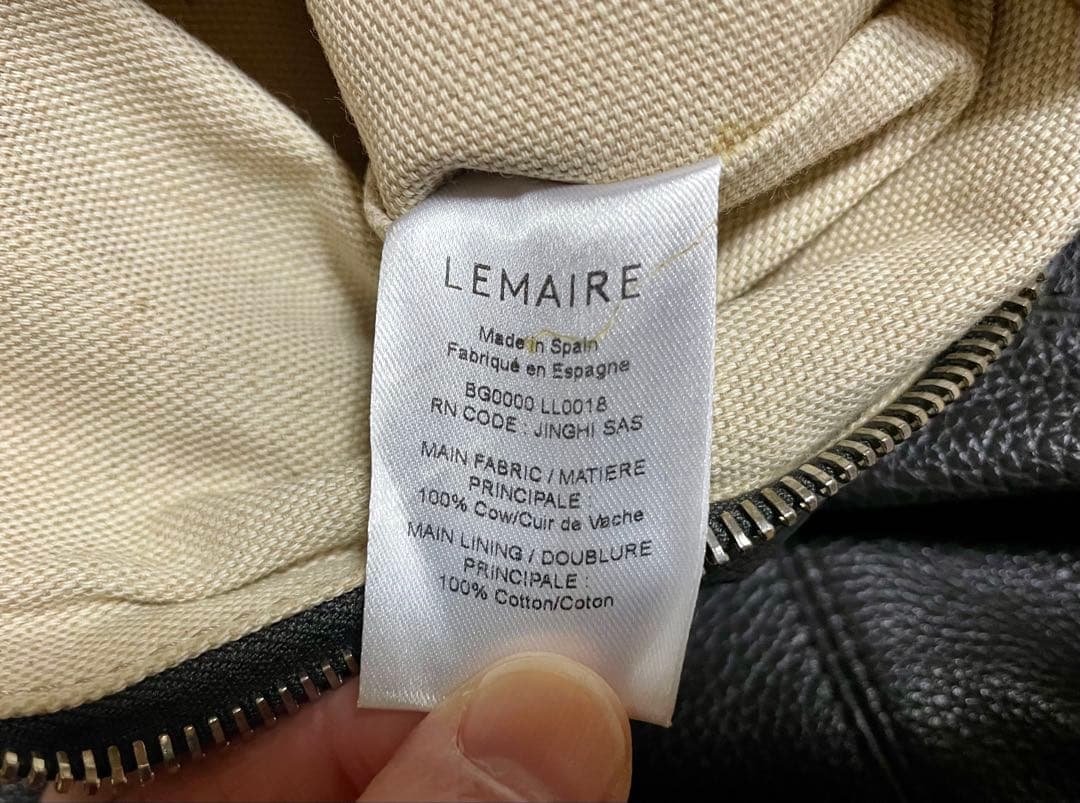 LEMAIRE
Made in Spain
Fabriqué en Espagne
BG0000 LL0018
RN CODE : JINGHI SAS
MAIN FABRIC / MATIERE
PRINCIPALE :
100% Cow/Cuir de Vache
MAIN LINING / DOUBLURE
PRINCIPALE :
100% Cotton/Coton